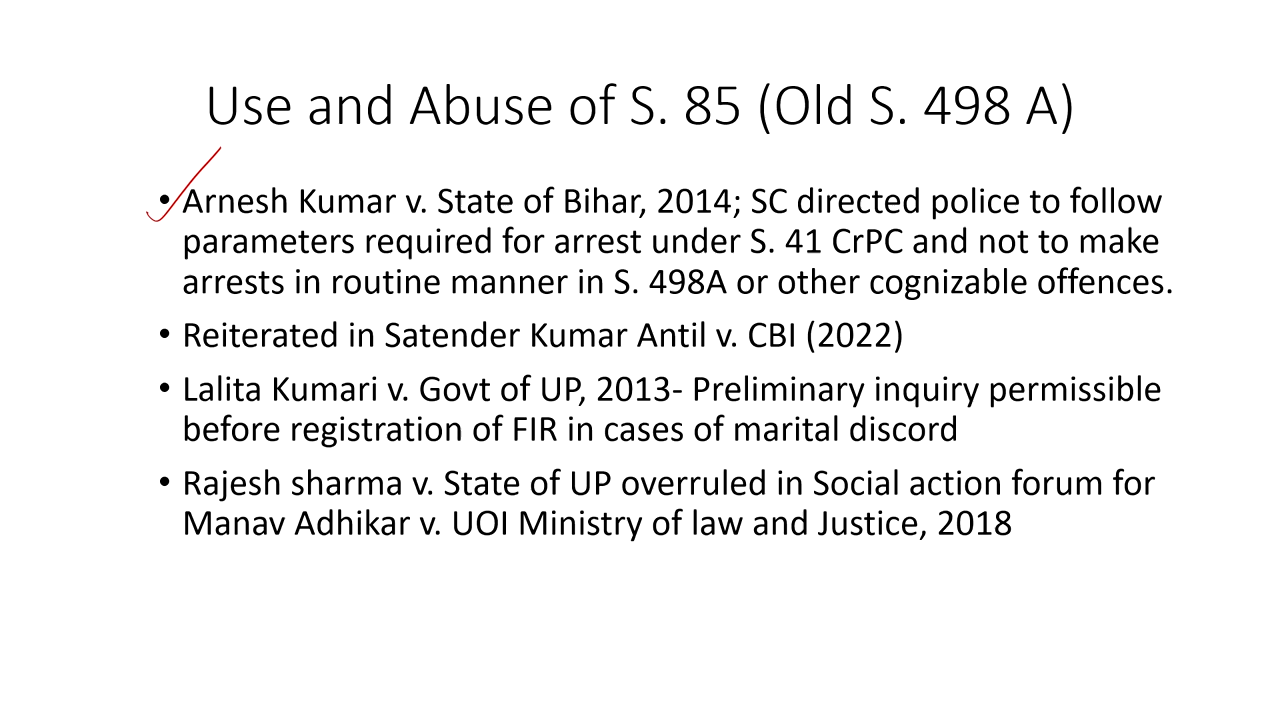 Use and Abuse of S. 85 (Old S. 498 A)
• Arnesh Kumar v. State of Bihar, 2014; SC directed police to follow
parameters required for arrest under S. 41 CrPC and not to make
arrests in routine manner in S. 498A or other cognizable offences.
• Reiterated in Satender Kumar Antil v. CBI (2022)
• Lalita Kumari v. Govt of UP, 2013- Preliminary inquiry permissible
before registration of FIR in cases of marital discord
• Rajesh sharma v. State of UP overruled in Social action forum for
Manav Adhikar v. UOI Ministry of law and Justice, 2018